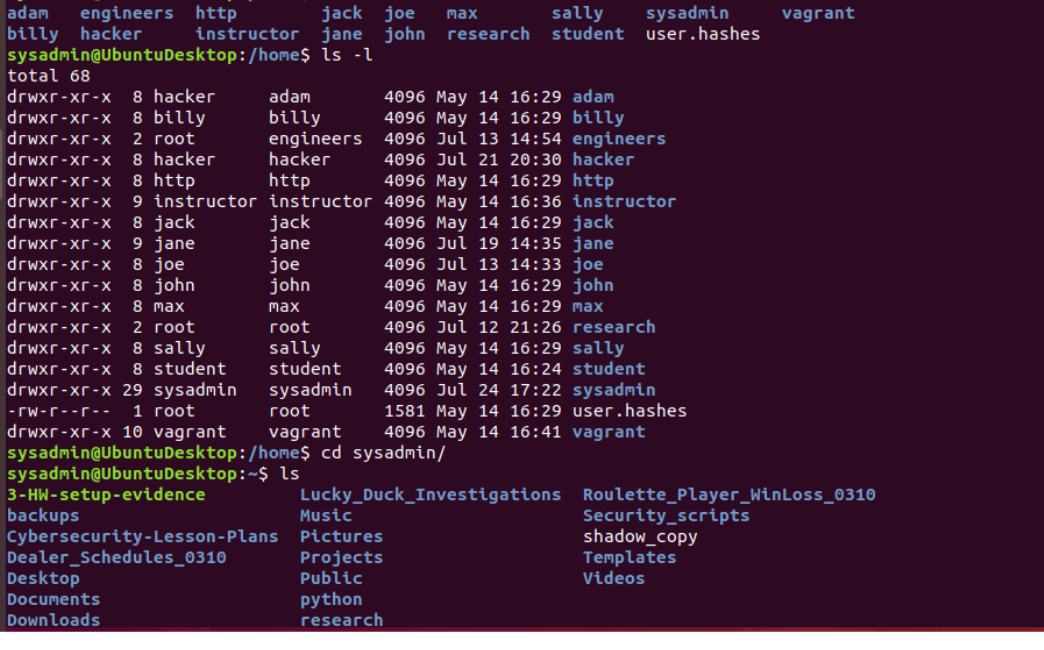 adam   engineers  http        jack  joe   max       sally    sysadmin     vagrant
billy  hacker     instructor  jane  john  research  student  user.hashes
sysadmin@UbuntuDesktop:/home$ ls -l
total 68
drwxr-xr-x  8 hacker     adam       4096 May 14 16:29 adam
drwxr-xr-x  8 billy      billy      4096 May 14 16:29 billy
drwxr-xr-x  2 root       engineers  4096 Jul 13 14:54 engineers
drwxr-xr-x  8 hacker     hacker     4096 Jul 21 20:30 hacker
drwxr-xr-x  8 http       http       4096 May 14 16:29 http
drwxr-xr-x  9 instructor instructor 4096 May 14 16:36 instructor
drwxr-xr-x  8 jack       jack       4096 May 14 16:29 jack
drwxr-xr-x  9 jane       jane       4096 Jul 19 14:35 jane
drwxr-xr-x  8 joe        joe        4096 Jul 13 14:33 joe
drwxr-xr-x  8 john       john       4096 May 14 16:29 john
drwxr-xr-x  8 max        max        4096 May 14 16:29 max
drwxr-xr-x  2 root       root       4096 Jul 12 21:26 research
drwxr-xr-x  8 sally      sally      4096 May 14 16:29 sally
drwxr-xr-x  8 student    student    4096 May 14 16:24 student
drwxr-xr-x 29 sysadmin   sysadmin   4096 Jul 24 17:22 sysadmin
-rw-r--r--  1 root       root       1581 May 14 16:29 user.hashes
drwxr-xr-x 10 vagrant    vagrant    4096 May 14 16:41 vagrant
sysadmin@UbuntuDesktop:/home$ cd sysadmin/
sysadmin@UbuntuDesktop:~$ ls
3-HW-setup-evidence         Lucky_Duck_Investigations  Roulette_Player_WinLoss_0310
backups                     Music                      Security_scripts
Cybersecurity-Lesson-Plans  Pictures                   shadow_copy
Dealer_Schedules_0310       Projects                   Templates
Desktop                     Public                     Videos
Documents                   python
Downloads                   research